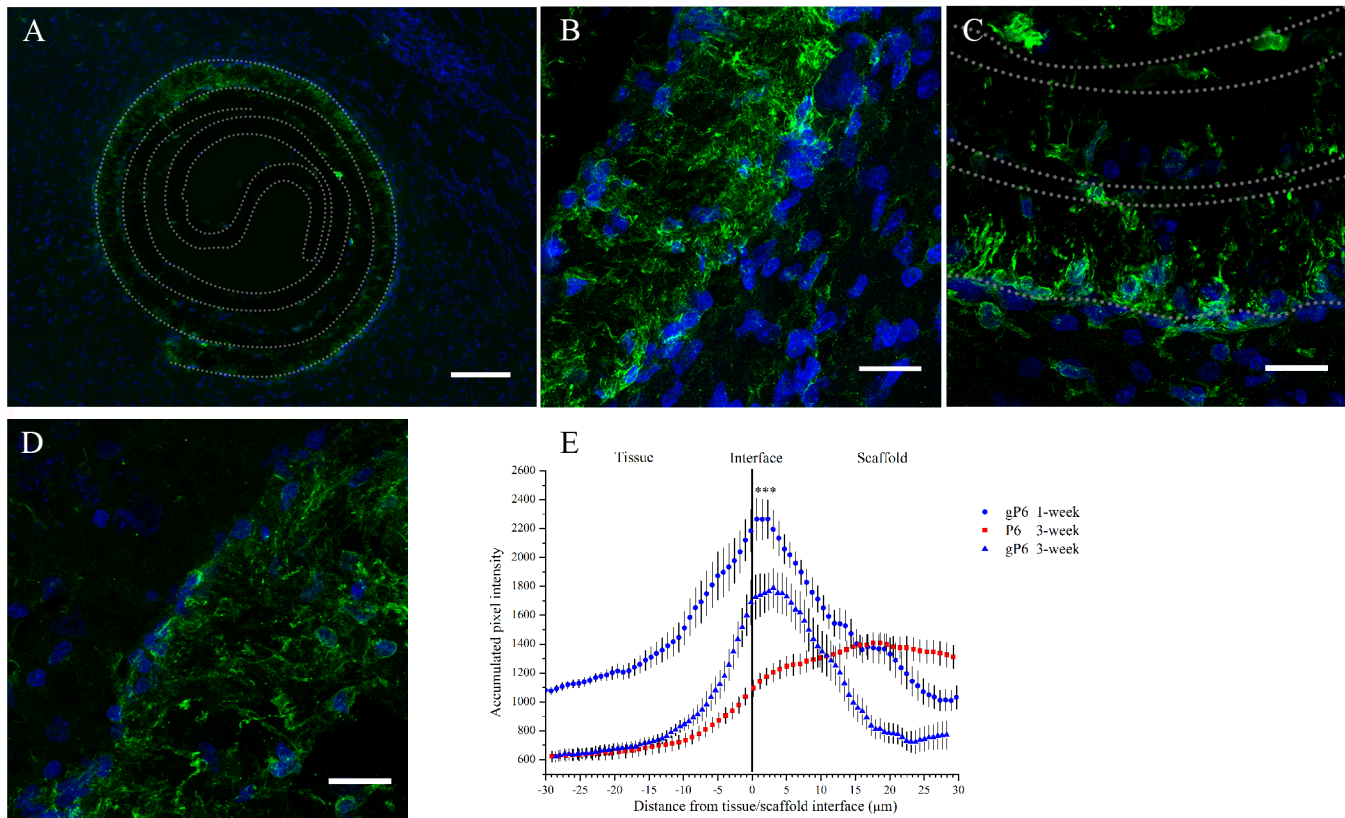 A
B
C
D
E
Tissue Interface Scaffold
***
2600
2400
2200
2000
1800
1600
1400
1200
1000
800
600
Accumulated pixel intensity
-30 -25 -20 -15 -10 -5 0 5 10 15 20 25 30
Distance from tissue/scaffold interface (µm)
gP6 1-week
P6 3-week
gP6 3-week